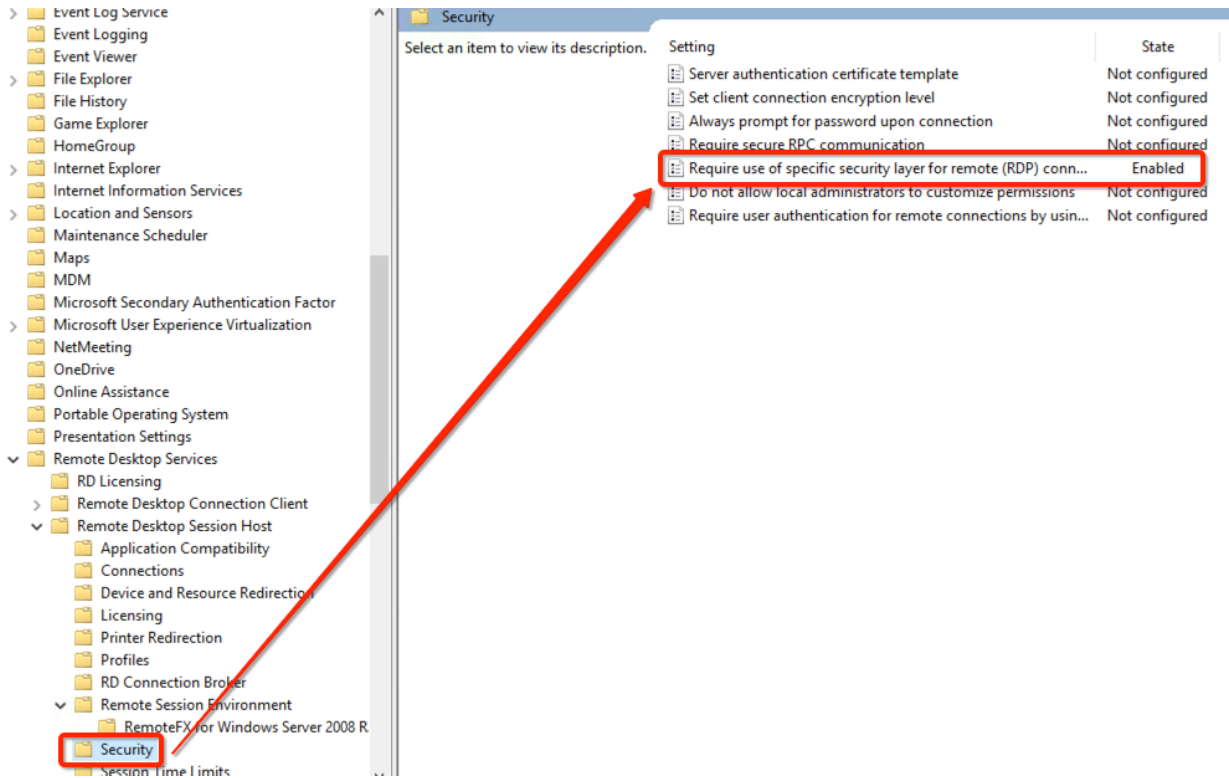 Event Log Service
Event Logging
Event Viewer
File Explorer
File History
Game Explorer
HomeGroup
Internet Explorer
Internet Information Services
Location and Sensors
Maintenance Scheduler
Maps
MDM
Microsoft Secondary Authentication Factor
Microsoft User Experience Virtualization
NetMeeting
OneDrive
Online Assistance
Portable Operating System
Presentation Settings
Remote Desktop Services
RD Licensing
Remote Desktop Connection Client
Remote Desktop Session Host
Application Compatibility
Connections
Device and Resource Redirection
Licensing
Printer Redirection
Profiles
RD Connection Broker
Remote Session Environment
RemoteFX for Windows Server 2008 R
Security
Session Time Limits
Security
Select an item to view its description.
Setting State
Server authentication certificate template Not configured
Set client connection encryption level Not configured
Always prompt for password upon connection Not configured
Require secure RPC communication Not configured
Require use of specific security layer for remote (RDP) conn... Enabled
Do not allow local administrators to customize permissions Not configured
Require user authentication for remote connections by usin... Not configured